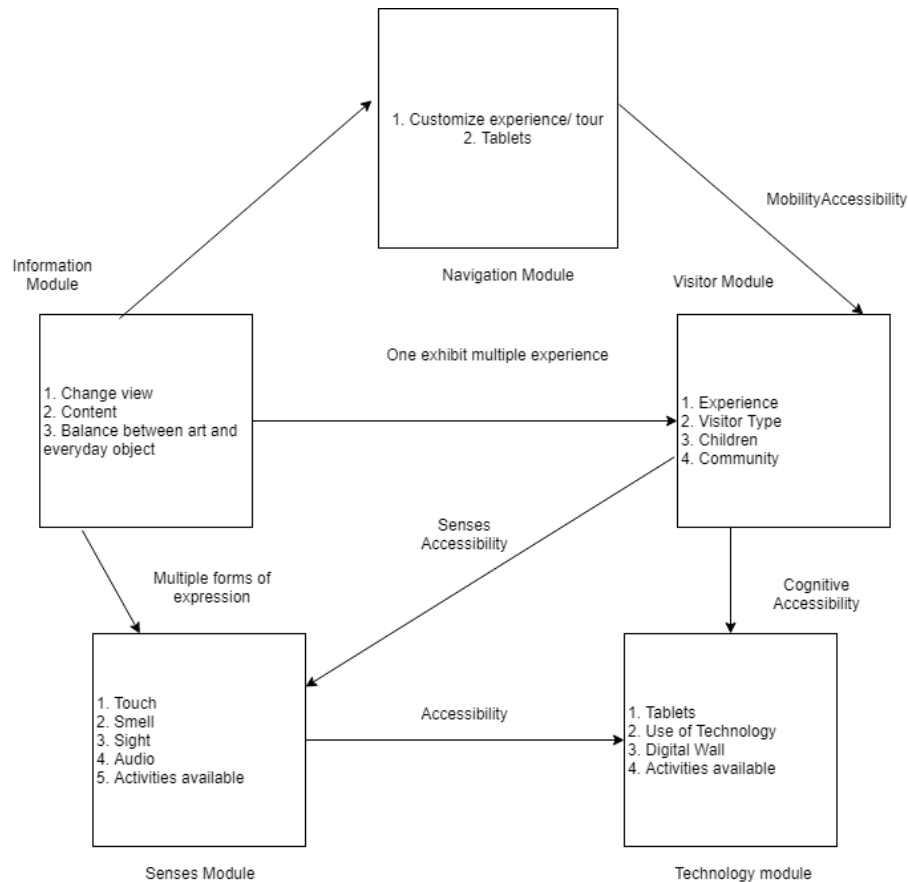 1. Customize experience/ tour
2. Tablets
MobilityAccessibility
Information
Module
Navigation Module
Visitor Module
One exhibit multiple experience
1. Change view
2. Content
3. Balance between art and
everyday object
1. Experience
2. Visitor Type
3. Children
4. Community
Senses
Accessibility
Multiple forms of
expression
Cognitive
Accessibility
1. Touch
2. Smell
3. Sight
4. Audio
5. Activities available
Accessibility
1. Tablets
2. Use of Technology
3. Digital Wall
4. Activities available
Senses Module
Technology module